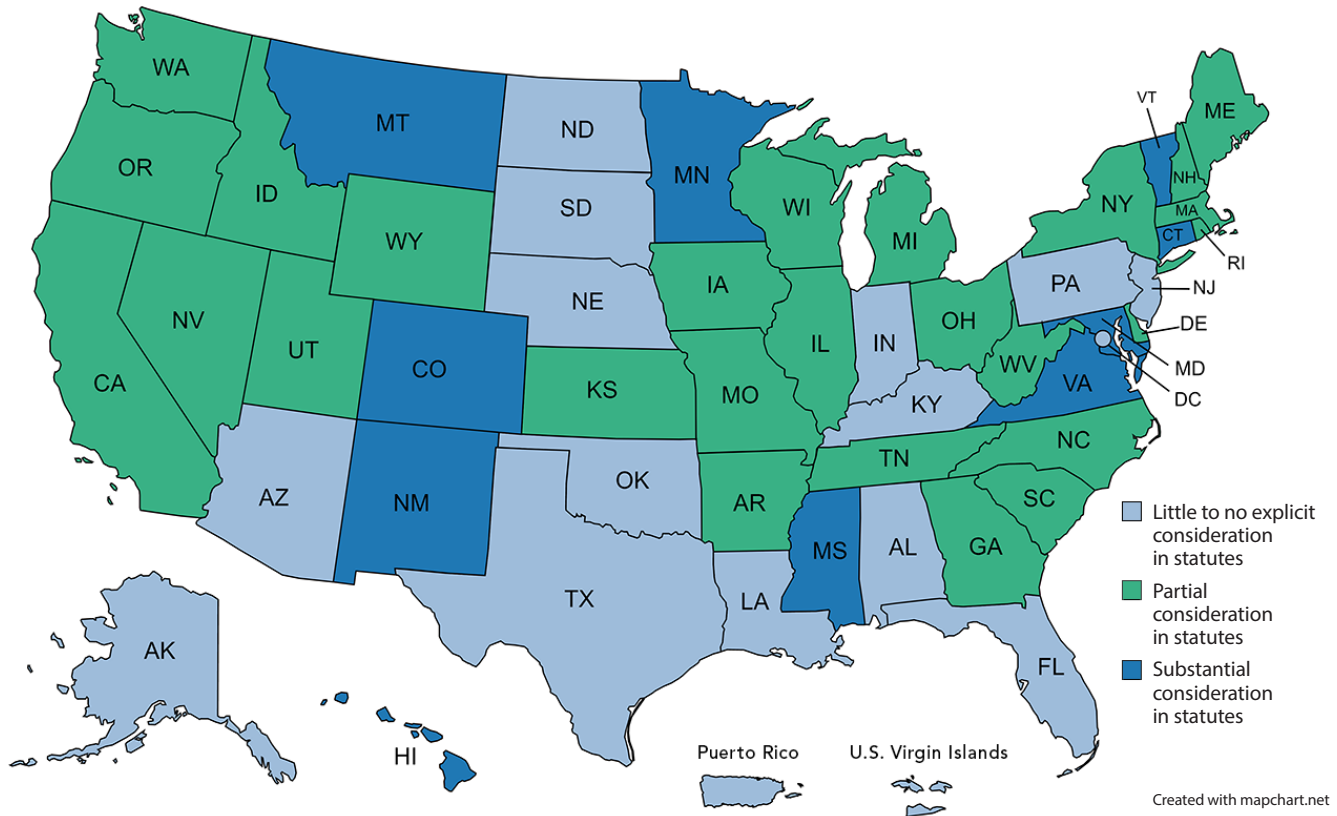 WA
MT
ND
MN
VT
ME
OR
ID
SD
WI
NH
NY
MA
WY
MI
CT
RI
IA
NE
PA
NJ
NV
OH
IL
IN
DE
UT
CO
WV
MD
CA
KS
MO
VA
DC
KY
NC
TN
OK
AZ
NM
AR
SC
MS
AL
GA
TX
LA
AK
FL
HI
Little to no explicit
consideration
in statutes
Partial
consideration
in statutes
Substantial
consideration
in statutes
Puerto Rico
U.S. Virgin Islands
Created with mapchart.net